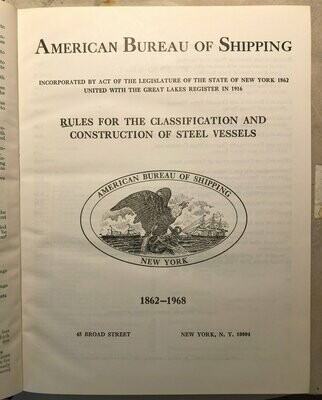 AMERICAN BUREAU OF SHIPPING
INCORPORATED BY ACT OF THE LEGISLATURE OF THE STATE OF NEW YORK 1862
UNITED WITH THE GREAT LAKES REGISTER IN 1916
RULES FOR THE CLASSIFICATION AND
CONSTRUCTION OF STEEL VESSELS
AMERICAN BUREAU OF SHIPPING
NEW YORK
1862–1968
45 BROAD STREET
NEW YORK, N. Y. 10004